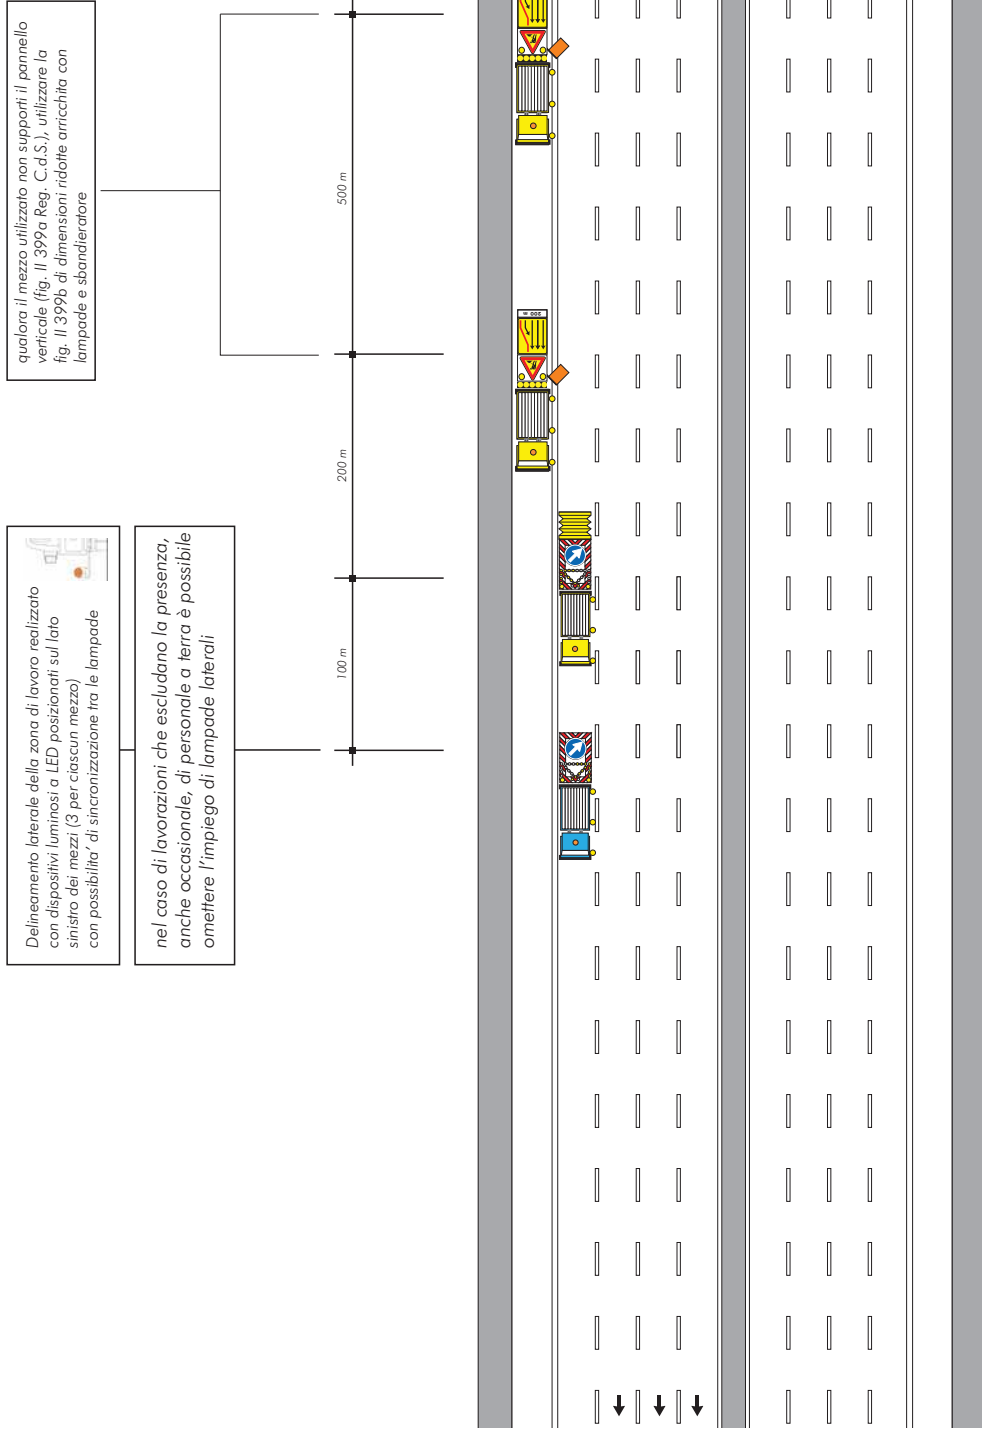 qualora il mezzo utilizzato non supporti il pannello
verticale (fig. II 399a Reg. C.d.S.), utilizzare la
fig. II 399b di dimensioni ridotte arricchita con
lampade e sbandieratore
500 m
200 m
100 m
200 m
Delineamento laterale della zona di lavoro realizzato
con dispositivi luminosi a LED posizionati sul lato
sinistro dei mezzi (3 per ciascun mezzo)
con possibilita' di sincronizzazione tra le lampade
nel caso di lavorazioni che escludano la presenza,
anche occasionale, di personale a terra è possibile
omettere l'impiego di lampade laterali